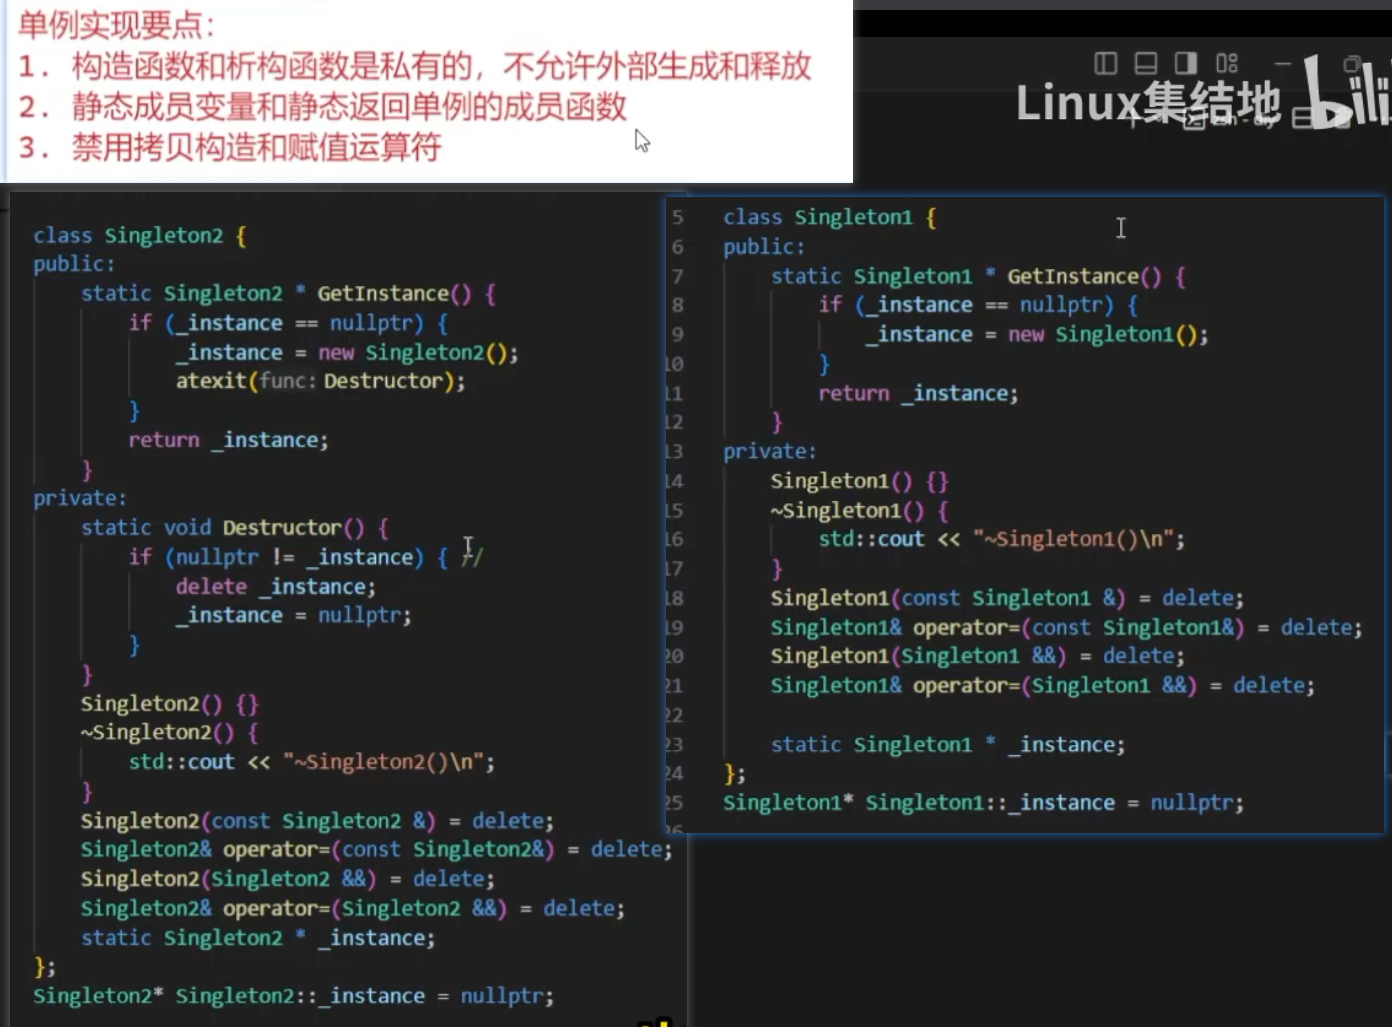 单例实现要点:
1. 构造函数和析构函数是私有的，不允许外部生成和释放
2. 静态成员变量和静态返回单例的成员函数
3. 禁用拷贝构造和赋值运算符
Linux集结地
class Singleton2 {
public:
    static Singleton2 * GetInstance() {
        if (_instance == nullptr) {
            _instance = new Singleton2();
            atexit(func: Destructor);
        }
        return _instance;
    }
private:
    static void Destructor() {
        if (nullptr != _instance) { //
            delete _instance;
            _instance = nullptr;
        }
    }
    Singleton2() {}
    ~Singleton2() {
        std::cout << "~Singleton2()\n";
    }
    Singleton2(const Singleton2 &) = delete;
    Singleton2& operator=(const Singleton2&) = delete;
    Singleton2(Singleton2 &&) = delete;
    Singleton2& operator=(Singleton2 &&) = delete;
    static Singleton2 * _instance;
};
Singleton2* Singleton2::_instance = nullptr;
5 class Singleton1 {
6 public:
7     static Singleton1 * GetInstance() {
8         if (_instance == nullptr) {
9             _instance = new Singleton1();
10         }
11         return _instance;
12     }
13 private:
14     Singleton1() {}
15     ~Singleton1() {
16         std::cout << "~Singleton1()\n";
17     }
18     Singleton1(const Singleton1 &) = delete;
19     Singleton1& operator=(const Singleton1&) = delete;
20     Singleton1(Singleton1 &&) = delete;
21     Singleton1& operator=(Singleton1 &&) = delete;
22
23     static Singleton1 * _instance;
24 };
25 Singleton1* Singleton1::_instance = nullptr;